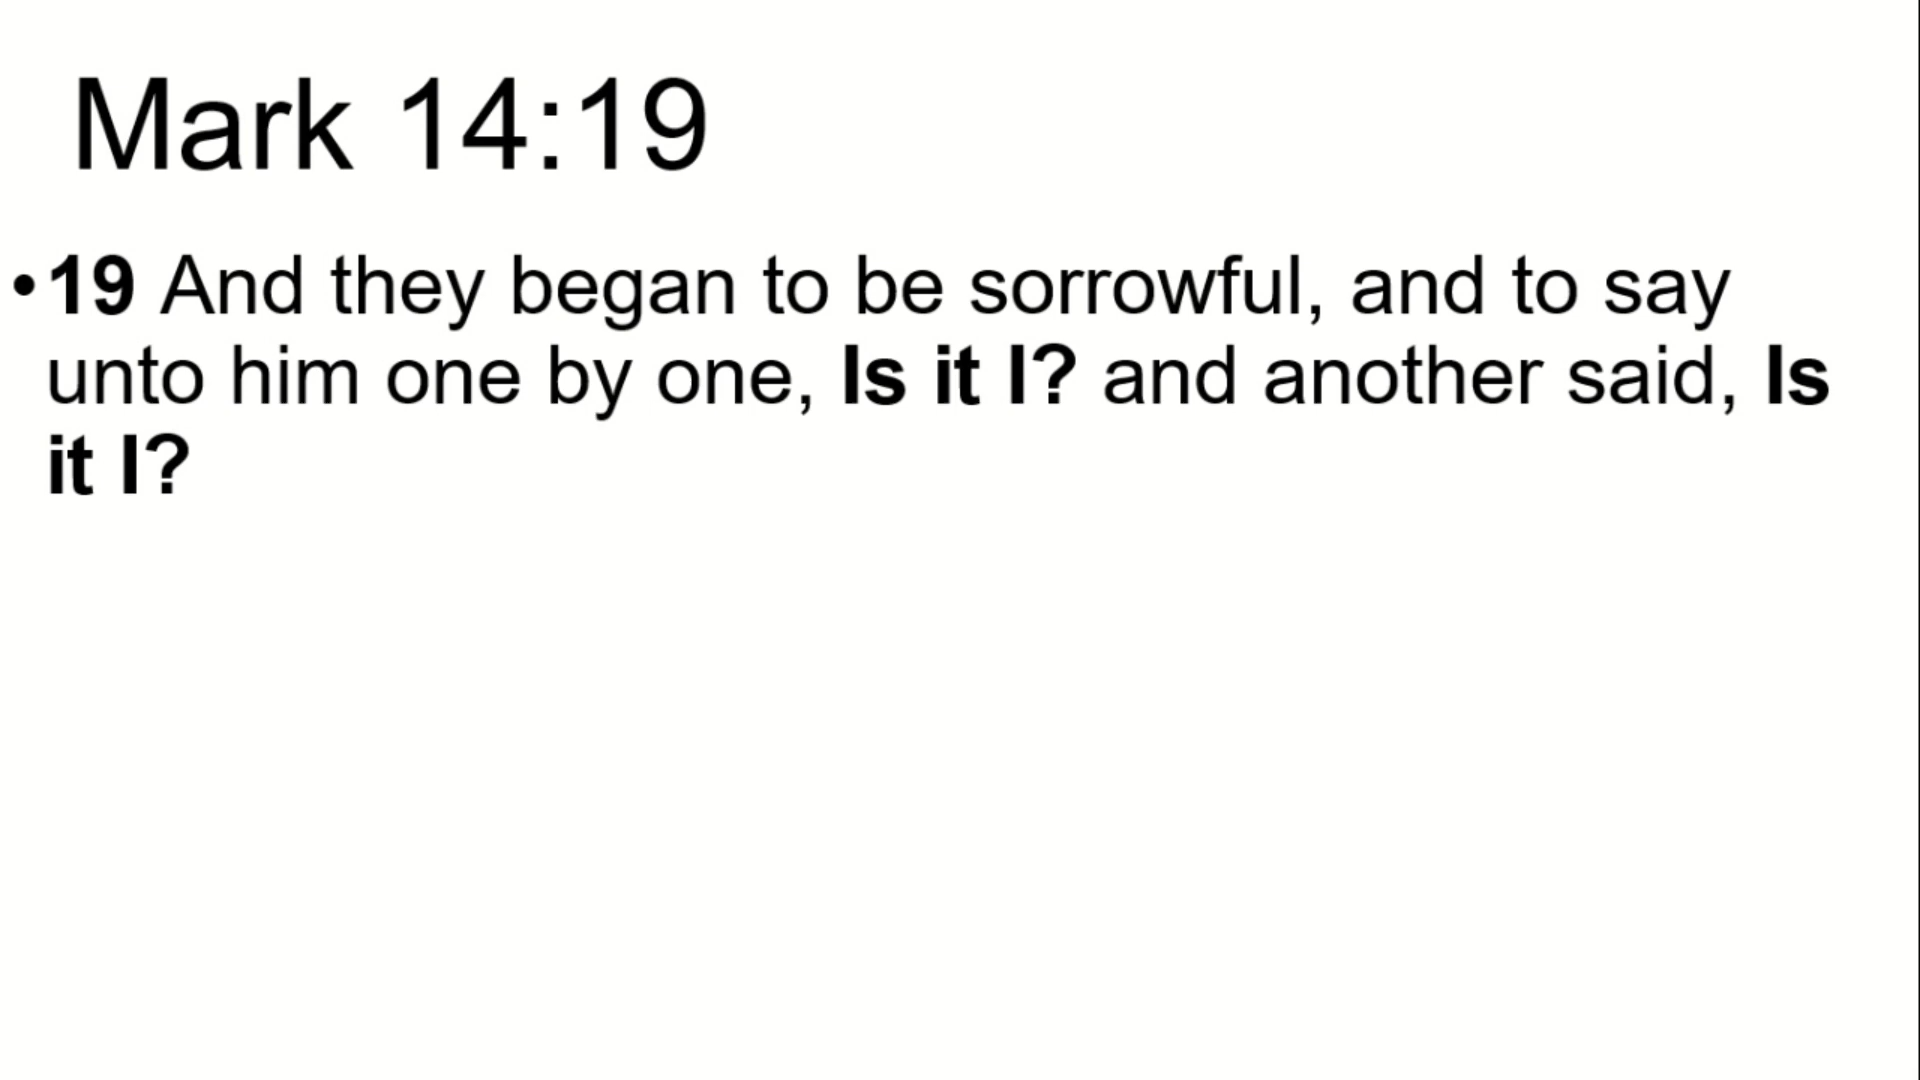 Mark 14:19
•19 And they began to be sorrowful, and to say
unto him one by one, Is it I? and another said, Is
it I?